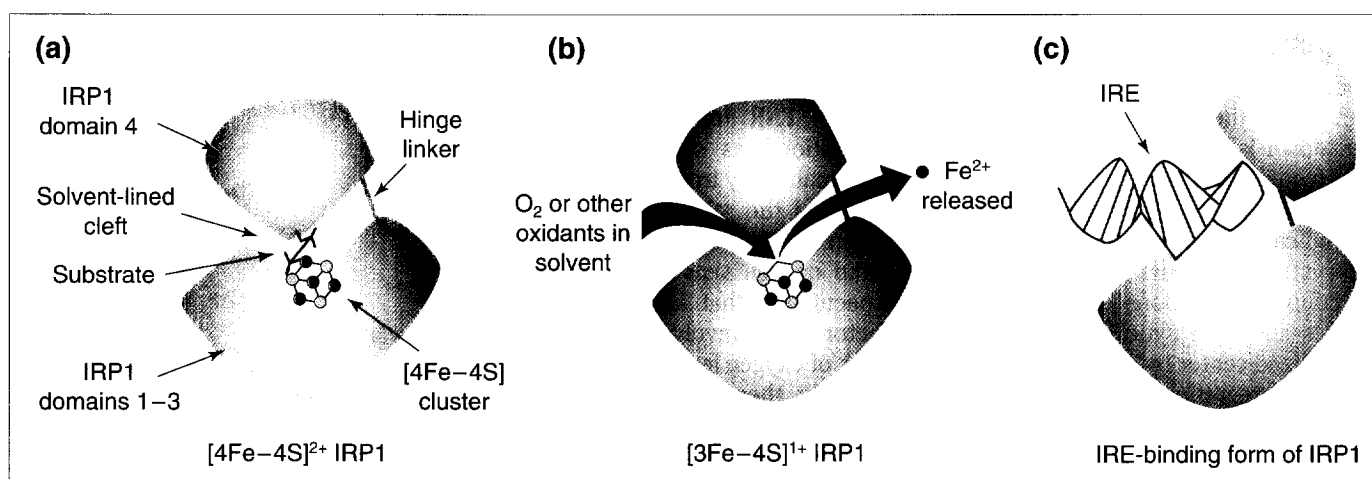 (a)
IRP1
domain 4
Hinge
linker
Solvent-lined
cleft
Substrate
IRP1
domains 1–3
[4Fe–4S]
cluster
[4Fe–4S]2+ IRP1
(b)
O2 or other
oxidants in
solvent
Fe2+
released
[3Fe–4S]1+ IRP1
(c)
IRE
IRE-binding form of IRP1